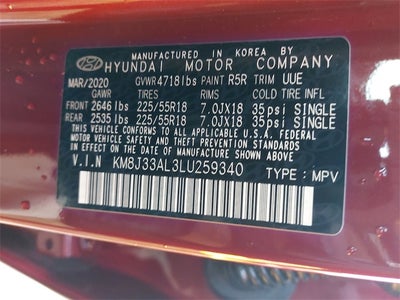 MANUFACTURED IN KOREA BY
HYUNDAI MOTOR COMPANY
MAR/2020 GVWR 4718lbs PAINT R5R TRIM UUE
GAWR TIRES RIMS COLD TIRE INFL
FRONT 2646 lbs 225/55R18 7.0JX18 35psi SINGLE
REAR 2535 lbs 225/55R18 7.0JX18 35psi SINGLE
THIS VEHICLE CONFORMS TO ALL APPLICABLE U.S. FEDERAL
MOTOR VEHICLE SAFETY AND THEFT PREVENTION STANDARDS
IN EFFECT ON THE DATE OF MANUFACTURE SHOWN ABOVE.
V.I.N KM8J33AL3LU259340 TYPE : MPV